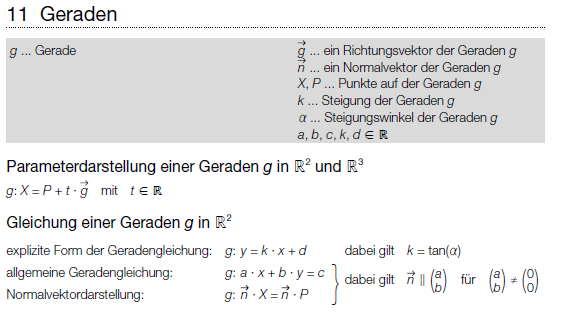 11 Geraden
g ... Gerade
g⃗ ... ein Richtungsvektor der Geraden g
n⃗ ... ein Normalvektor der Geraden g
X, P ... Punkte auf der Geraden g
k ... Steigung der Geraden g
α ... Steigungswinkel der Geraden g
a, b, c, k, d ∈ ℝ
Parameterdarstellung einer Geraden g in ℝ² und ℝ³
g: X = P + t · g⃗ mit t ∈ ℝ
Gleichung einer Geraden g in ℝ²
explizite Form der Geradengleichung: g: y = k · x + d dabei gilt k = tan(α)
allgemeine Geradengleichung: g: a · x + b · y = c
dabei gilt n⃗ ∥ (a b) für (a b) ≠ (0 0)
Normalvektordarstellung: g: n⃗ · X = n⃗ · P